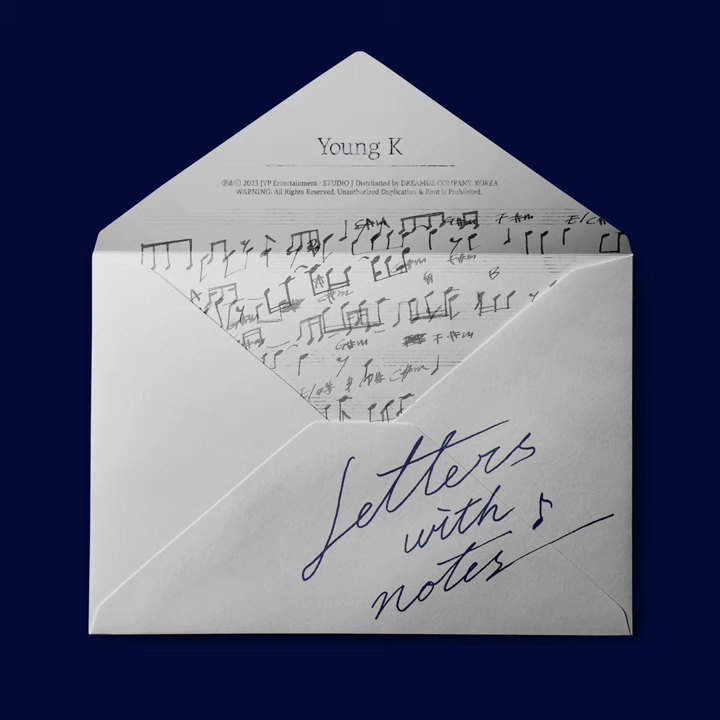 Young K
℗&© 2023 JYP Entertainment · STUDIO J Distributed by DREAMUS COMPANY, KOREA
WARNING: All Rights Reserved. Unauthorized Duplication & Rent is Prohibited.
F#m
G#m
E#m
C#m
B
G#m
G#m
F#m
C#m
Letters
with
notes